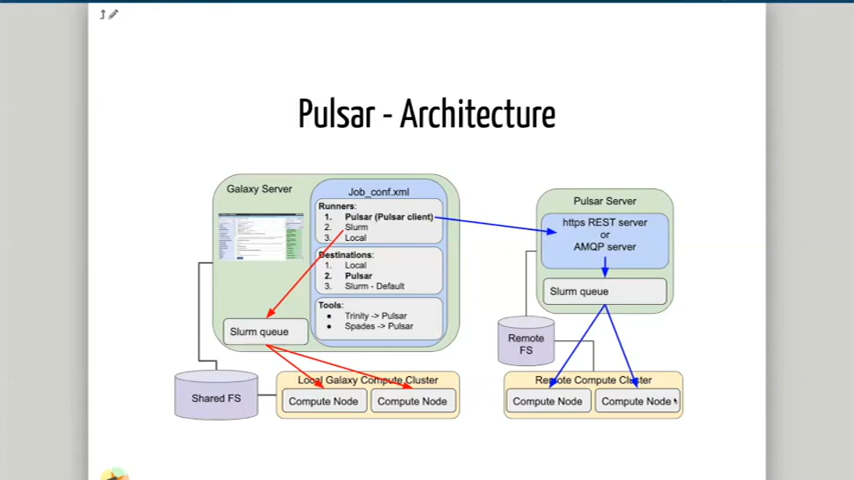 Pulsar - Architecture
Galaxy Server
Job_conf.xml
Runners:
1. Pulsar (Pulsar client)
2. Slurm
3. Local
Destinations:
1. Local
2. Pulsar
3. Slurm - Default
Tools:
● Trinity -> Pulsar
● Spades -> Pulsar
Slurm queue
Shared FS
Local Galaxy Compute Cluster
Compute Node
Compute Node
Pulsar Server
https REST server
or
AMQP server
Slurm queue
Remote
FS
Remote Compute Cluster
Compute Node
Compute Node